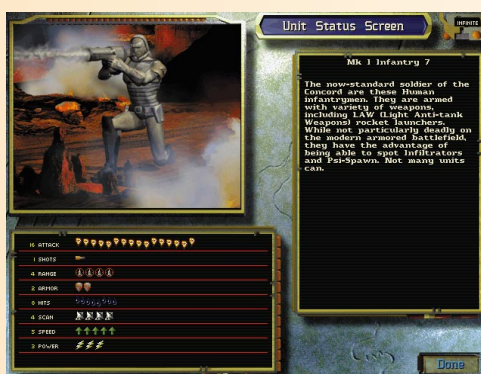 Unit Status Screen
INFINITE
Mk I Infantry 7
The now-standard soldier of the
Concord are these Human
infantrymen. They are armed
with variety of weapons,
including LAW (Light Anti-tank
Weapons) rocket launchers.
While not particularly deadly on
the modern armored battlefield,
they have the advantage of
being able to spot Infiltrators
and Psi-Spawn. Not many units
can.
16 ATTACK
1 SHOTS
4 RANGE
2 ARMOR
8 HITS
4 SCAN
5 SPEED
3 POWER
Done